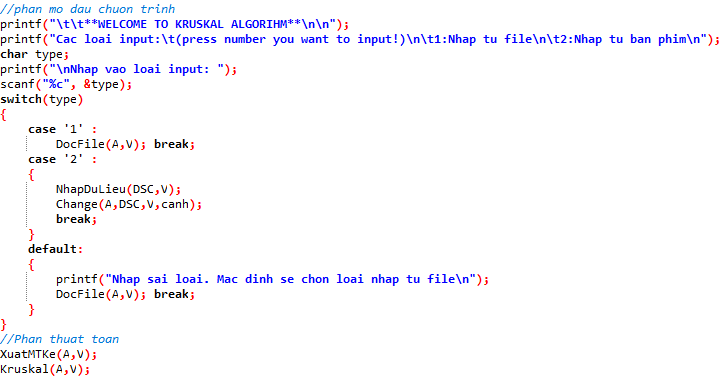 //phan mo dau chuon trinh
printf("\t\t**WELCOME TO KRUSKAL ALGORIHM**\n\n");
printf("Cac loai input:\t(press number you want to input!)\n\t1:Nhap tu file\n\t2:Nhap tu ban phim\n");
char type;
printf("\nNhap vao loai input: ");
scanf("%c", &type);
switch(type)
{
    case '1' :
        DocFile(A,V); break;
    case '2' :
    {
        NhapDuLieu(DSC,V);
        Change(A,DSC,V,canh);
        break;
    }
    default:
    {
        printf("Nhap sai loai. Mac dinh se chon loai nhap tu file\n");
        DocFile(A,V); break;
    }
}
//Phan thuat toan
XuatMTKe(A,V);
Kruskal(A,V);